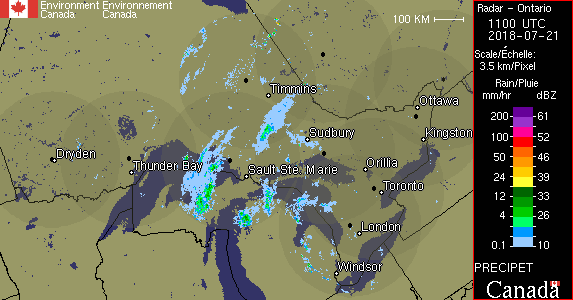 Environment Environnement
Canada Canada
100 KM
Timmins
Ottawa
Sudbury
Kingston
Dryden
Thunder Bay
Sault Ste. Marie
Orillia
Toronto
London
Windsor
Radar - Ontario
1100 UTC
2018-07-21
Scale/Échelle:
3.5 km/Pixel
Rain/Pluie
mm/hr dBZ
200 61
100 52
50 46
24 39
12 33
4 26
0.1 10
PRECIPET
Canada